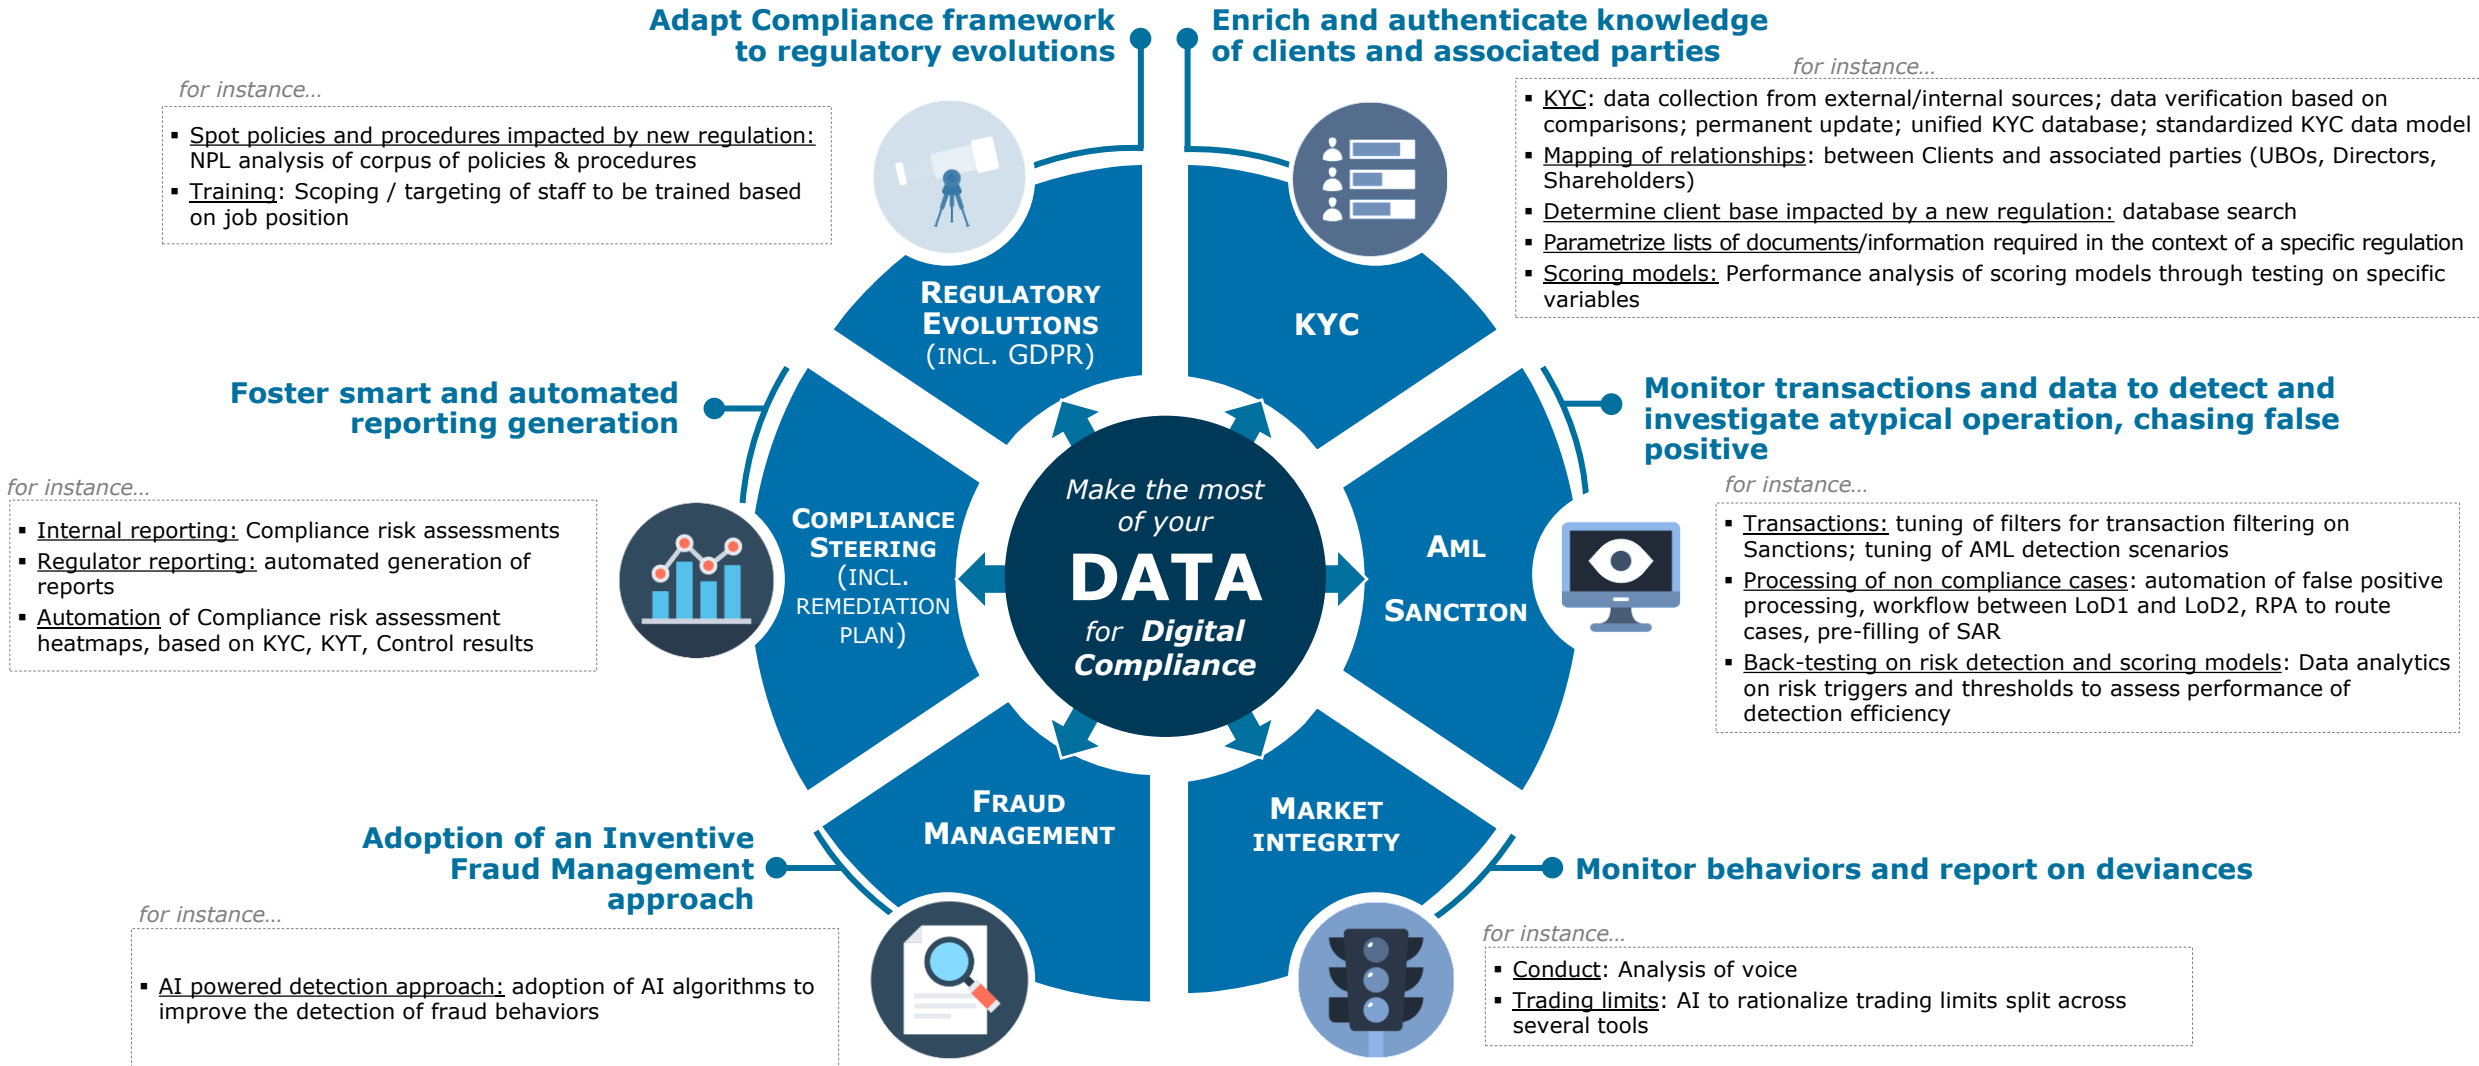 Adapt Compliance framework
to regulatory evolutions
for instance...
▪ Spot policies and procedures impacted by new regulation:
NPL analysis of corpus of policies & procedures
▪ Training: Scoping / targeting of staff to be trained based
on job position
Enrich and authenticate knowledge
of clients and associated parties
for instance...
▪ KYC: data collection from external/internal sources; data verification based on
comparisons; permanent update; unified KYC database; standardized KYC data model
▪ Mapping of relationships: between Clients and associated parties (UBOs, Directors,
Shareholders)
▪ Determine client base impacted by a new regulation: database search
▪ Parametrize lists of documents/information required in the context of a specific regulation
▪ Scoring models: Performance analysis of scoring models through testing on specific
variables
REGULATORY
EVOLUTIONS
(INCL. GDPR)
KYC
Foster smart and automated
reporting generation
for instance...
▪ Internal reporting: Compliance risk assessments
▪ Regulator reporting: automated generation of
reports
▪ Automation of Compliance risk assessment
heatmaps, based on KYC, KYT, Control results
COMPLIANCE
STEERING
(INCL.
REMEDIATION
PLAN)
Make the most
of your
DATA
for Digital
Compliance
AML
SANCTION
Monitor transactions and data to detect and
investigate atypical operation, chasing false
positive
for instance...
▪ Transactions: tuning of filters for transaction filtering on
Sanctions; tuning of AML detection scenarios
▪ Processing of non compliance cases: automation of false positive
processing, workflow between LoD1 and LoD2, RPA to route
cases, pre-filling of SAR
▪ Back-testing on risk detection and scoring models: Data analytics
on risk triggers and thresholds to assess performance of
detection efficiency
FRAUD
MANAGEMENT
MARKET
INTEGRITY
Adoption of an Inventive
Fraud Management
approach
for instance...
▪ AI powered detection approach: adoption of AI algorithms to
improve the detection of fraud behaviors
Monitor behaviors and report on deviances
for instance...
▪ Conduct: Analysis of voice
▪ Trading limits: AI to rationalize trading limits split across
several tools